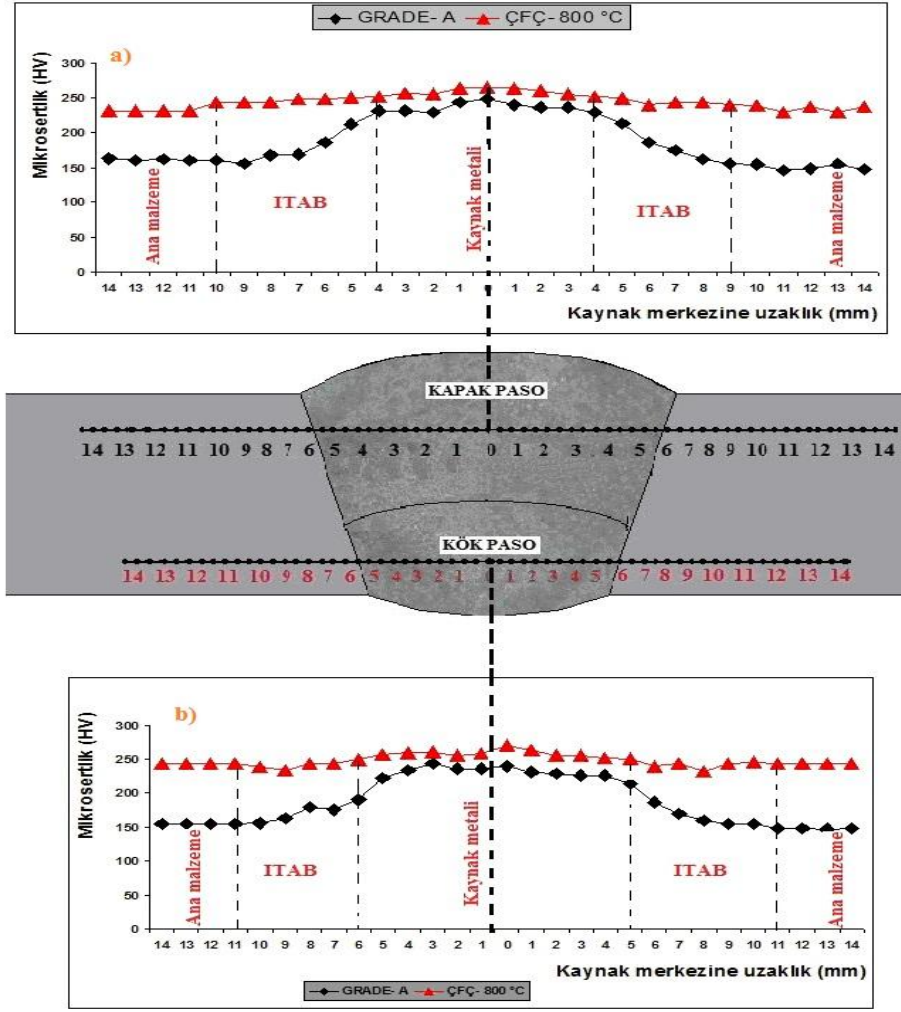 GRADE- A ÇFÇ- 800 °C
a)
Mikrosertlik (HV)
300
250
200
150
100
50
0
Ana malzeme
ITAB
Kaynak metali
ITAB
Ana malzeme
14 13 12 11 10 9 8 7 6 5 4 3 2 1 0 1 2 3 4 5 6 7 8 9 10 11 12 13 14
Kaynak merkezine uzaklık (mm)
KAPAK PASO
14 13 12 11 10 9 8 7 6 5 4 3 2 1 0 1 2 3 4 5 6 7 8 9 10 11 12 13 14
KÖK PASO
14 13 12 11 10 9 8 7 6 5 4 3 2 1 0 1 2 3 4 5 6 7 8 9 10 11 12 13 14
b)
Mikrosertlik (HV)
300
250
200
150
100
50
0
Ana malzeme
ITAB
Kaynak metali
ITAB
Ana malzeme
14 13 12 11 10 9 8 7 6 5 4 3 2 1 0 1 2 3 4 5 6 7 8 9 10 11 12 13 14
Kaynak merkezine uzaklık (mm)
GRADE- A ÇFÇ- 800 °C